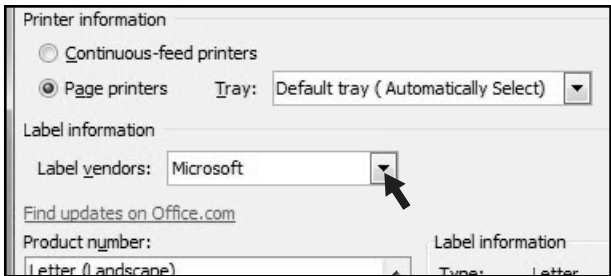 Printer information
Continuous-feed printers
Page printers Tray: Default tray ( Automatically Select)
Label information
Label vendors: Microsoft
Find updates on Office.com
Product number: Label information
Letter (Landscape) Type: Letter